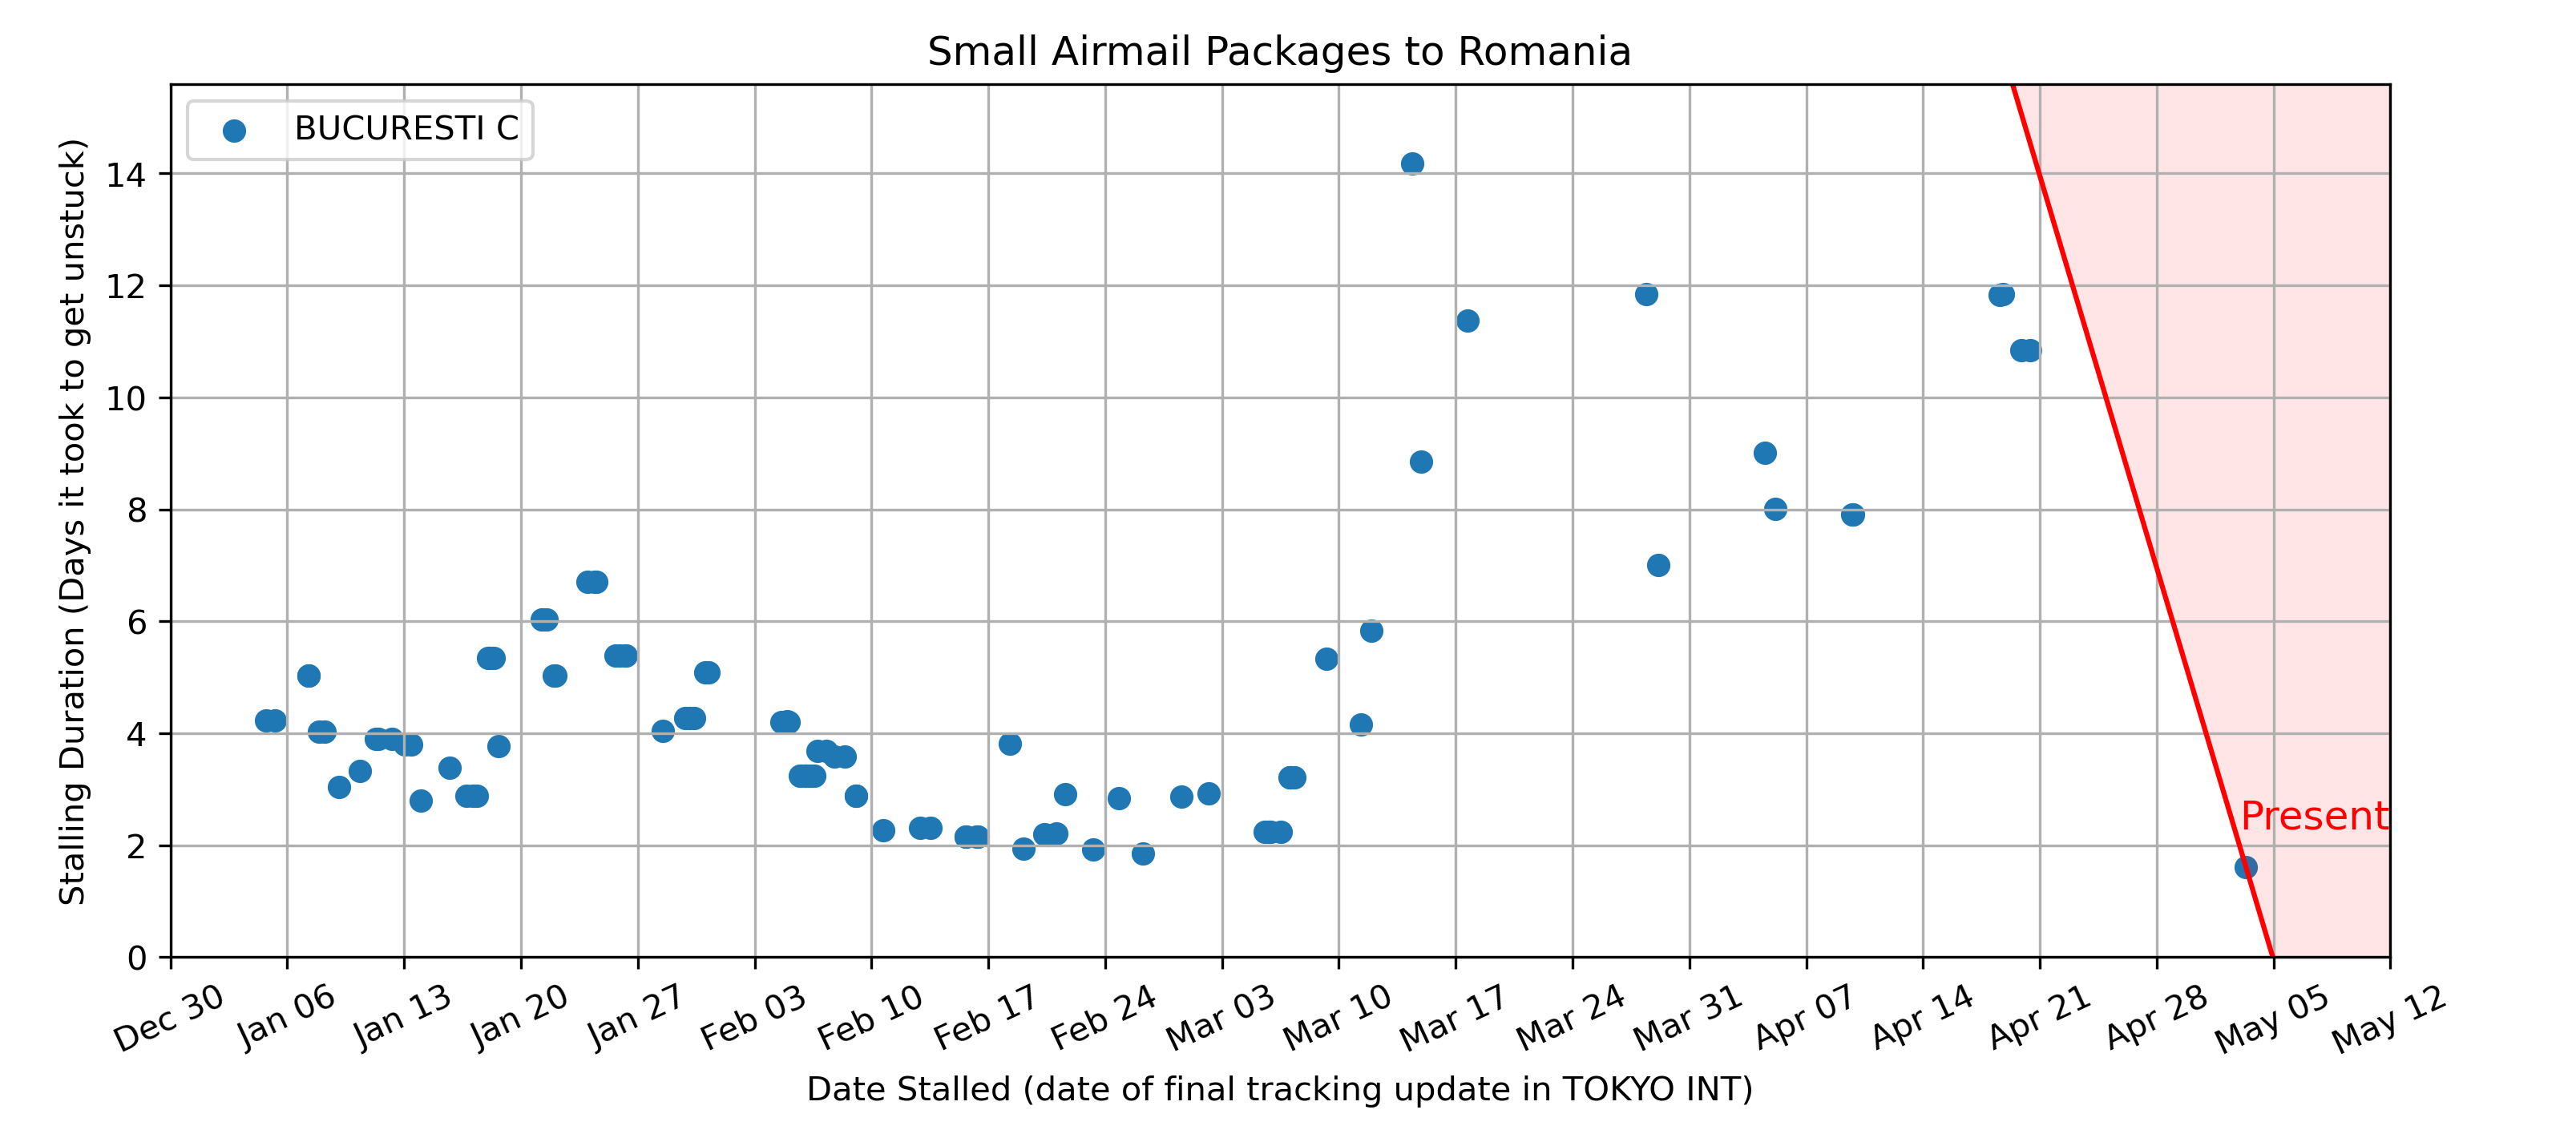 Small Airmail Packages to Romania
BUCURESTI C
Stalling Duration (Days it took to get unstuck)
14
12
10
8
6
4
2
0
Present
Dec 30
Jan 06
Jan 13
Jan 20
Jan 27
Feb 03
Feb 10
Feb 17
Feb 24
Mar 03
Mar 10
Mar 17
Mar 24
Mar 31
Apr 07
Apr 14
Apr 21
Apr 28
May 05
May 12
Date Stalled (date of final tracking update in TOKYO INT)